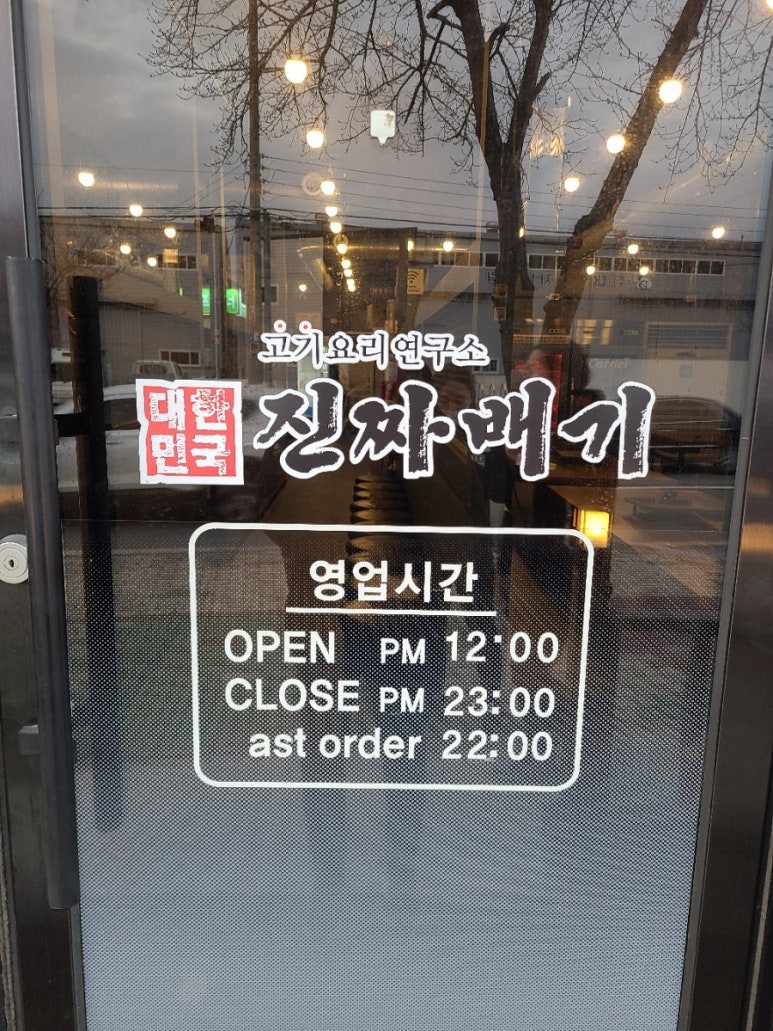 고기요리연구소
대한
민국
진짜배기
영업시간
OPEN PM 12:00
CLOSE PM 23:00
ast order 22:00
Carrier